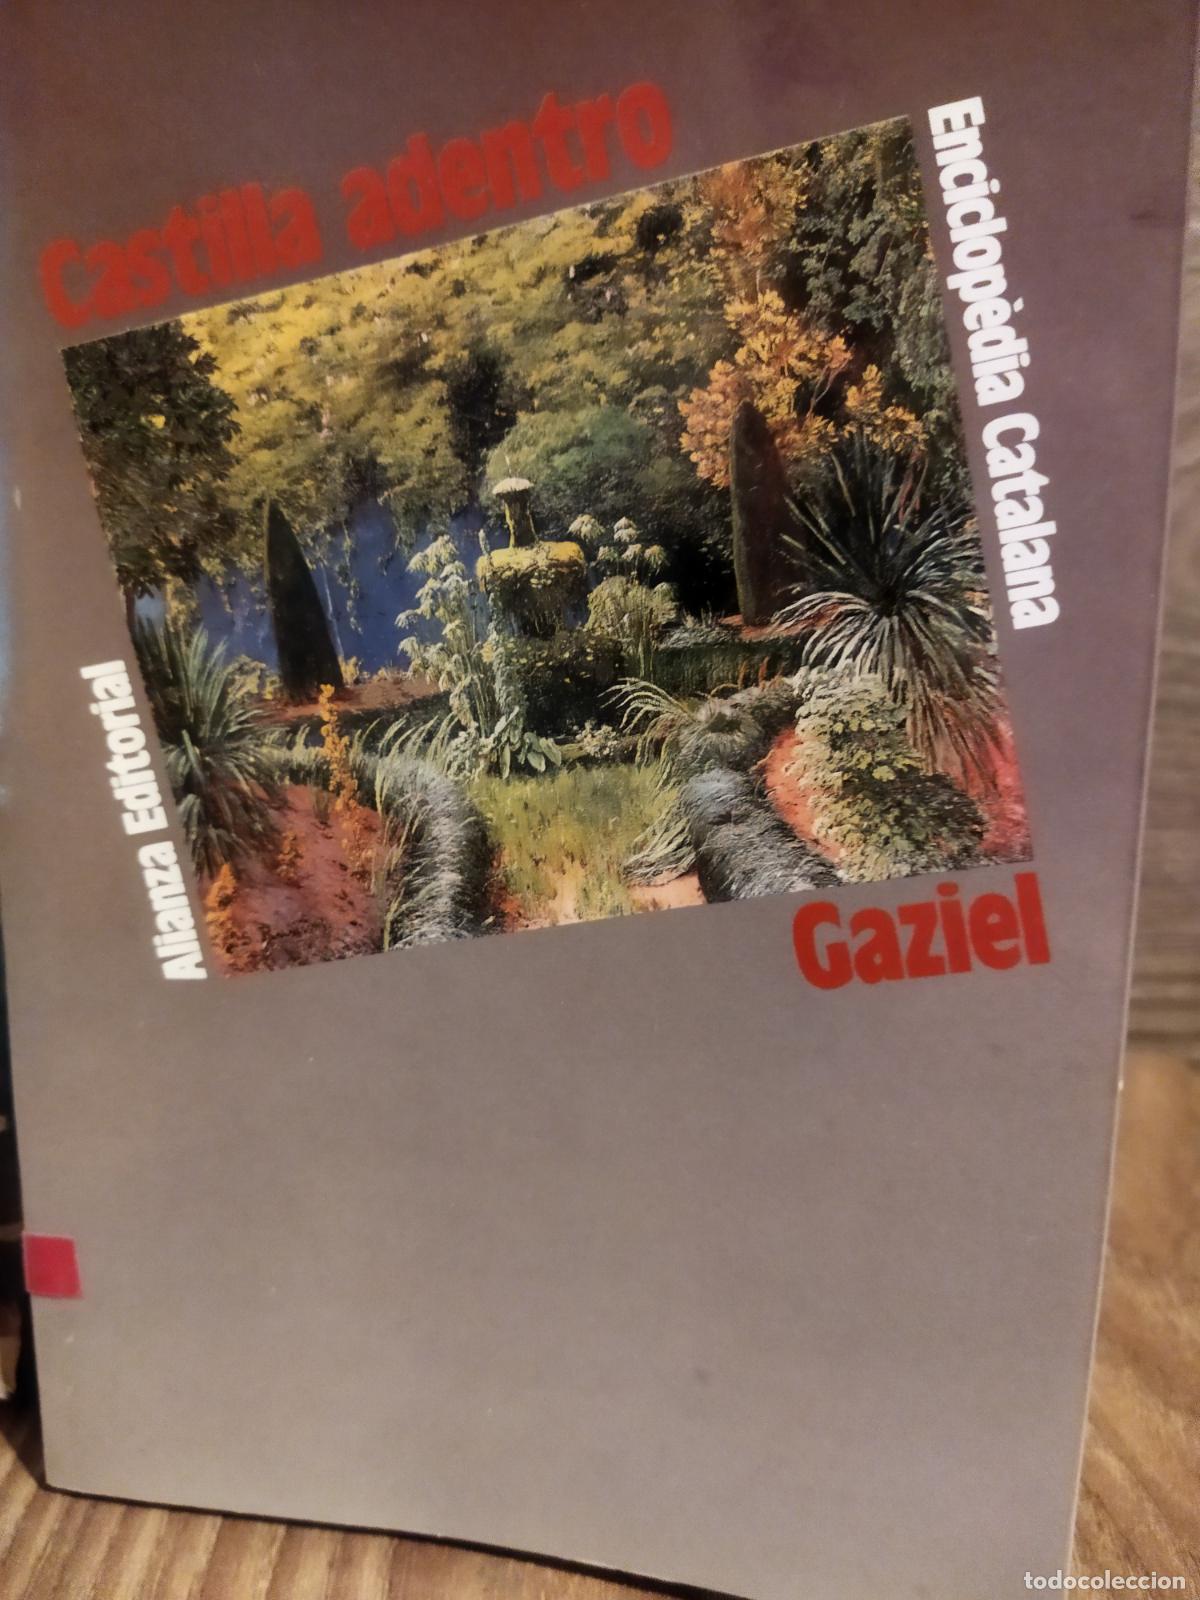 Castilla adentro
Enciclopèdia Catalana
Alianza Editorial
Gaziel
todocoleccion